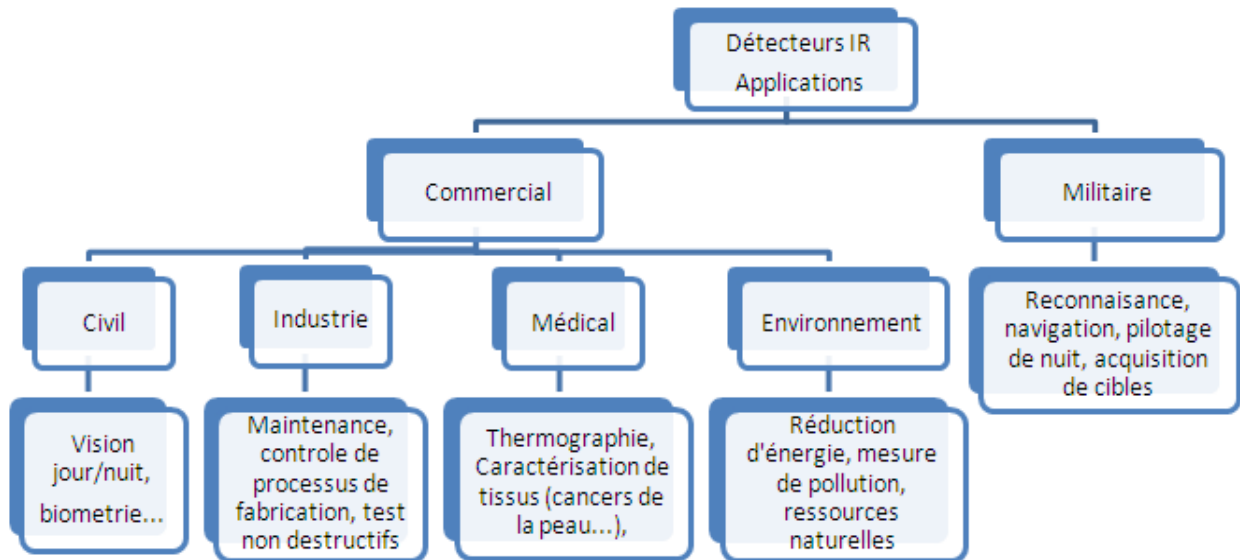 Détecteurs IR
Applications
Commercial
Militaire
Civil
Industrie
Médical
Environnement
Reconnaisance,
navigation, pilotage
de nuit, acquisition
de cibles
Vision
jour/nuit,
biometrie...
Maintenance,
controle de
processus de
fabrication, test
non destructifs
Thermographie,
Caractérisation de
tissus (cancers de
la peau...),
Réduction
d'énergie, mesure
de pollution,
ressources
naturelles